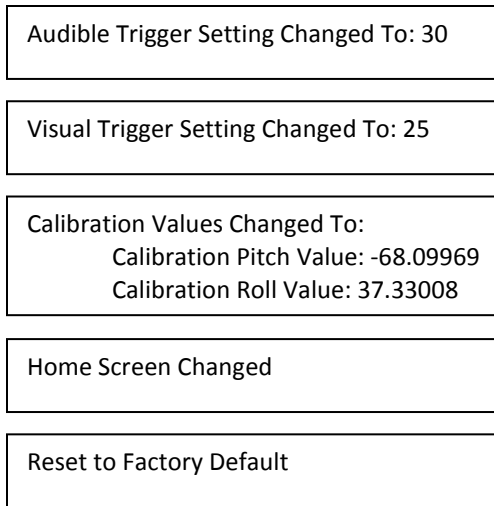 Audible Trigger Setting Changed To: 30
Visual Trigger Setting Changed To: 25
Calibration Values Changed To:
Calibration Pitch Value: -68.09969
Calibration Roll Value: 37.33008
Home Screen Changed
Reset to Factory Default